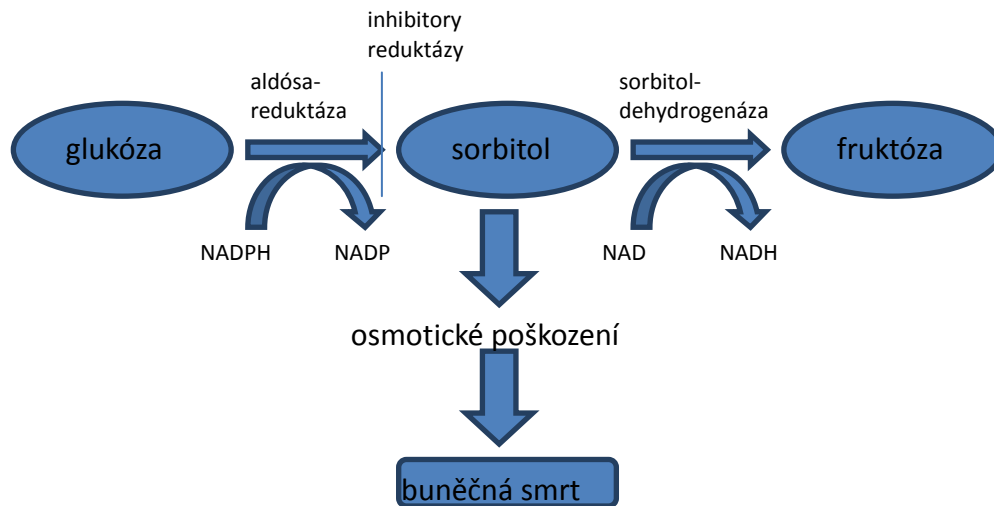 inhibitory
reduktázy
aldósa-
reduktáza
sorbitol-
dehydrogenáza
glukóza
sorbitol
fruktóza
NADPH
NADP
NAD
NADH
osmotické poškození
buněčná smrt